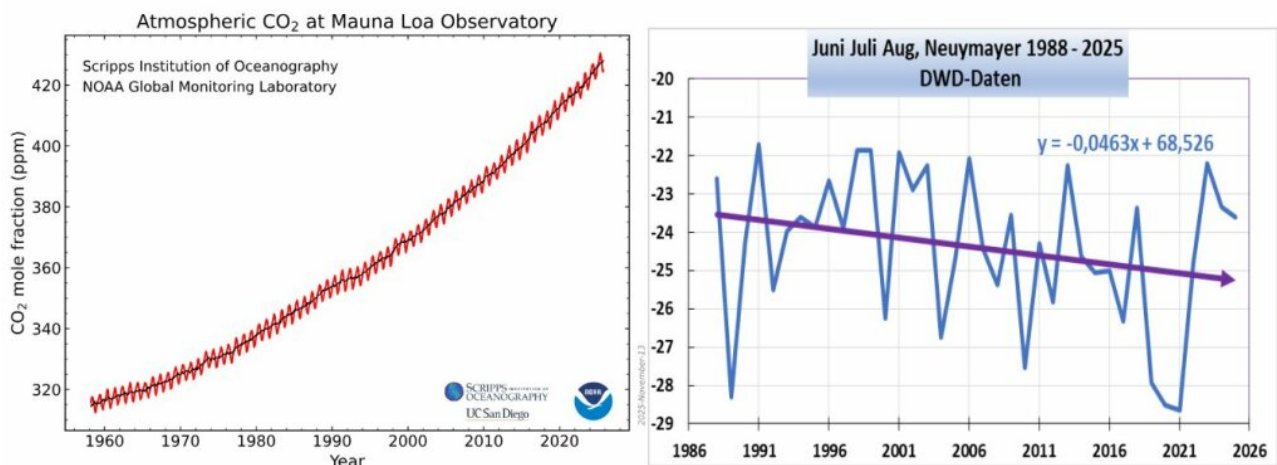 Atmospheric CO₂ at Mauna Loa Observatory
Scripps Institution of Oceanography
NOAA Global Monitoring Laboratory
CO₂ mole fraction (ppm)
420
400
380
360
340
320
1960 1970 1980 1990 2000 2010 2020
Year
SCRIPPS INSTITUTION OF
OCEANOGRAPHY
UC San Diego
NOAA
2025-November-13
Juni Juli Aug, Neuymayer 1988 - 2025
DWD-Daten
y = -0,0463x + 68,526
-20
-21
-22
-23
-24
-25
-26
-27
-28
-29
1986 1991 1996 2001 2006 2011 2016 2021 2026